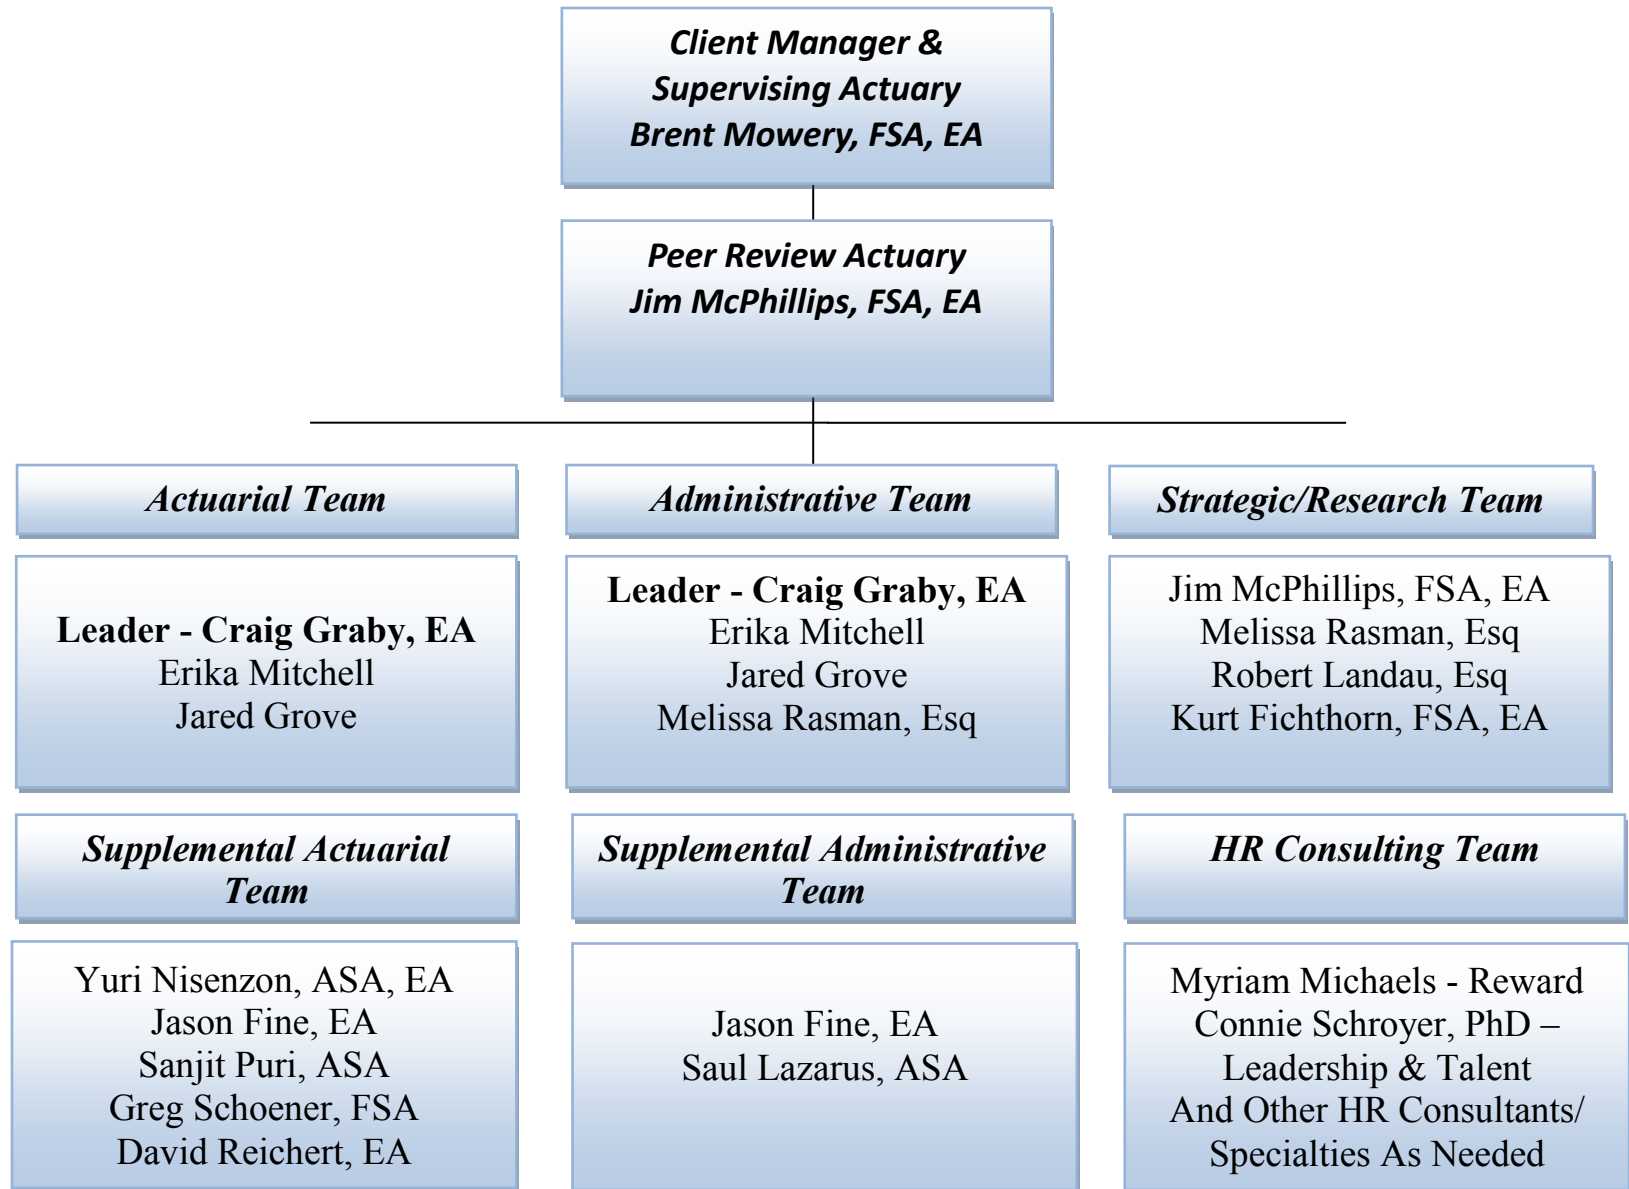 Client Manager &
Supervising Actuary
Brent Mowery, FSA, EA
Peer Review Actuary
Jim McPhillips, FSA, EA
Actuarial Team
Leader - Craig Graby, EA
Erika Mitchell
Jared Grove
Administrative Team
Leader - Craig Graby, EA
Erika Mitchell
Jared Grove
Melissa Rasman, Esq
Strategic/Research Team
Jim McPhillips, FSA, EA
Melissa Rasman, Esq
Robert Landau, Esq
Kurt Fichthorn, FSA, EA
Supplemental Actuarial
Team
Yuri Nisenzon, ASA, EA
Jason Fine, EA
Sanjit Puri, ASA
Greg Schoener, FSA
David Reichert, EA
Supplemental Administrative
Team
Jason Fine, EA
Saul Lazarus, ASA
HR Consulting Team
Myriam Michaels - Reward
Connie Schroyer, PhD –
Leadership & Talent
And Other HR Consultants/
Specialties As Needed